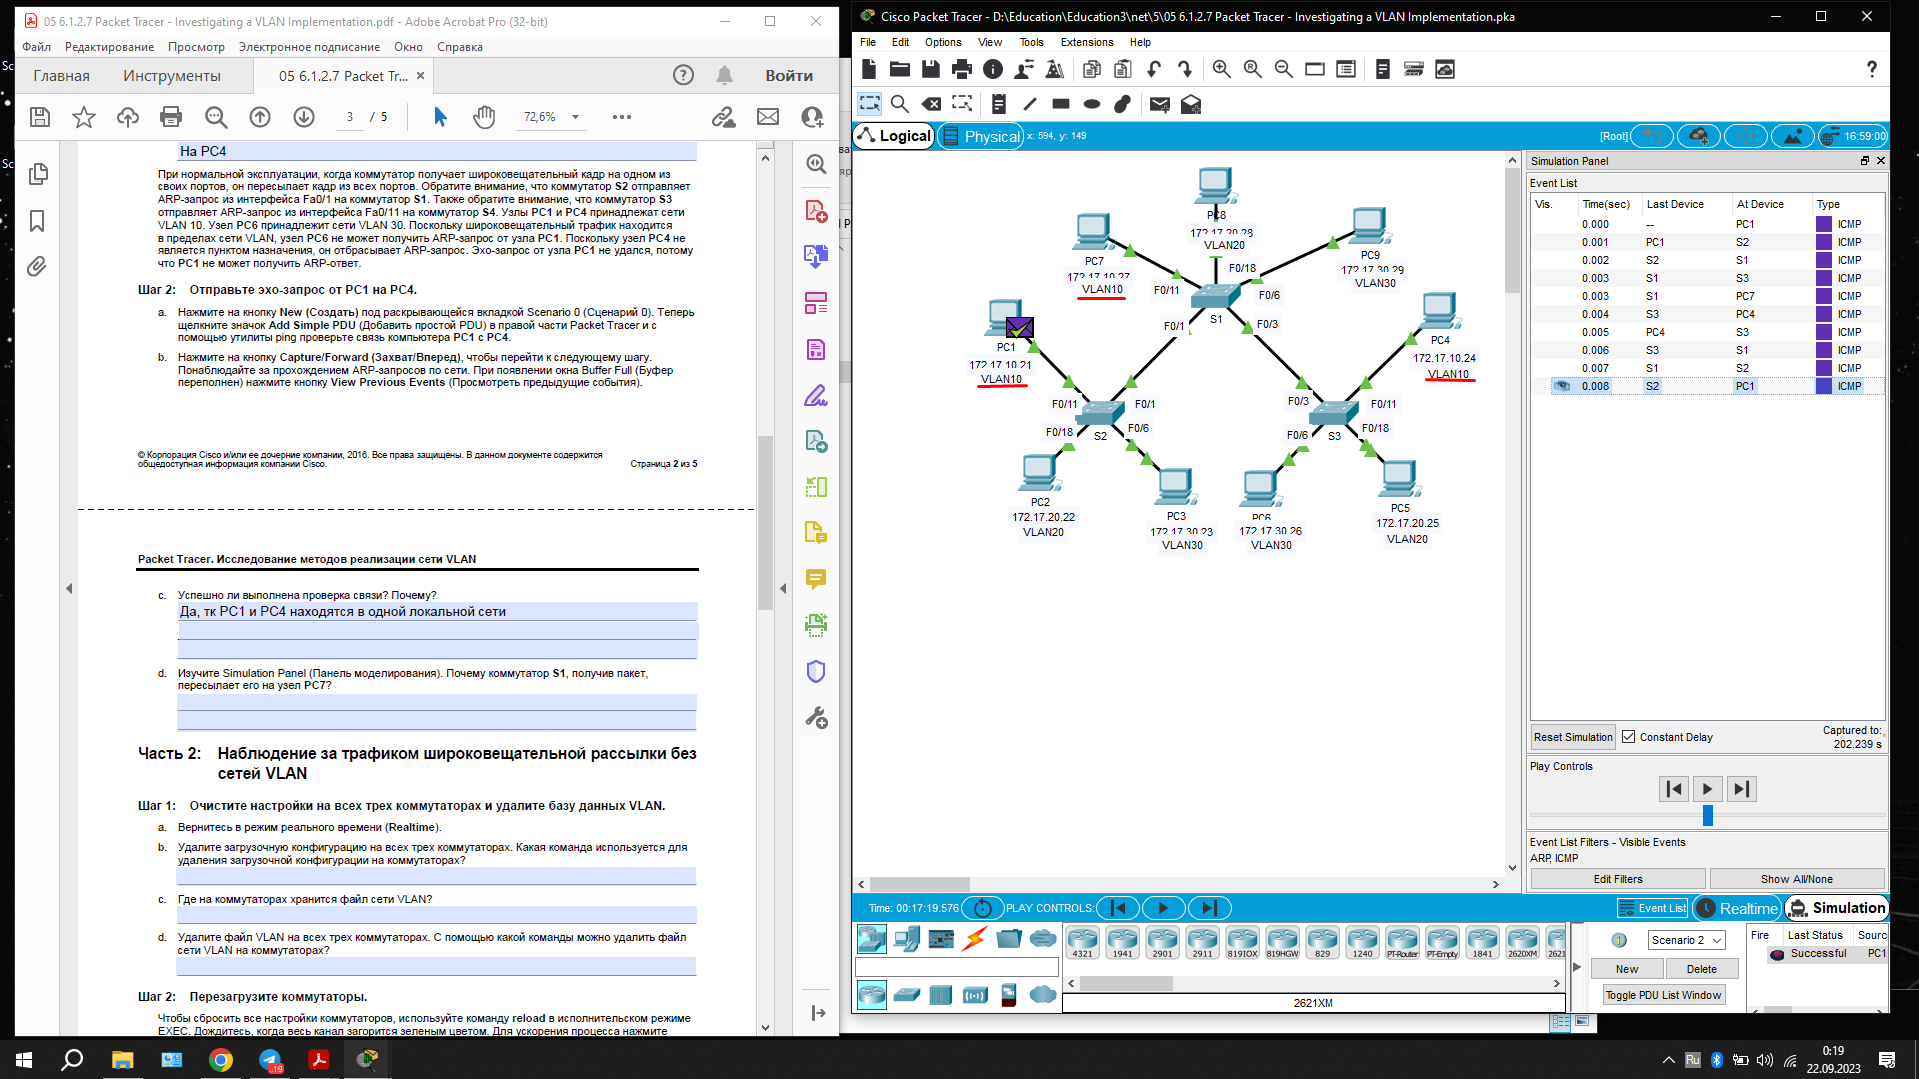 05 6.1.2.7 Packet Tracer - Investigating a VLAN Implementation.pdf - Adobe Acrobat Pro (32-bit)
Файл Редактирование Просмотр Электронное подписание Окно Справка
Главная Инструменты 05 6.1.2.7 Packet Tr... × Войти
3 / 5 72,6%
На PC4
При нормальной эксплуатации, когда коммутатор получает широковещательный кадр на одном из
своих портов, он пересылает кадр из всех портов. Обратите внимание, что коммутатор S2 отправляет
ARP-запрос из интерфейса Fa0/1 на коммутатор S1. Также обратите внимание, что коммутатор S3
отправляет ARP-запрос из интерфейса Fa0/11 на коммутатор S4. Узлы PC1 и PC4 принадлежат сети
VLAN 10. Узел PC6 принадлежит сети VLAN 30. Поскольку широковещательный трафик находится
в пределах сети VLAN, узел PC6 не может получить ARP-запрос от узла PC1. Поскольку узел PC4 не
является пунктом назначения, он отбрасывает ARP-запрос. Эхо-запрос от узла PC1 не удался, потому
что PC1 не может получить ARP-ответ.
Шаг 2: Отправьте эхо-запрос от PC1 на PC4.
a. Нажмите на кнопку New (Создать) под раскрывающейся вкладкой Scenario 0 (Сценарий 0). Теперь
щелкните значок Add Simple PDU (Добавить простой PDU) в правой части Packet Tracer и с
помощью утилиты ping проверьте связь компьютера PC1 с PC4.
b. Нажмите на кнопку Capture/Forward (Захват/Вперед), чтобы перейти к следующему шагу.
Понаблюдайте за прохождением ARP-запросов по сети. При появлении окна Buffer Full (Буфер
переполнен) нажмите кнопку View Previous Events (Просмотреть предыдущие события).
© Корпорация Cisco и/или ее дочерние компании, 2016. Все права защищены. В данном документе содержится
общедоступная информация компании Cisco. Страница 2 из 5
Packet Tracer. Исследование методов реализации сети VLAN
c. Успешно ли выполнена проверка связи? Почему?
Да, тк PC1 и PC4 находятся в одной локальной сети
d. Изучите Simulation Panel (Панель моделирования). Почему коммутатор S1, получив пакет,
пересылает его на узел PC7?
Часть 2: Наблюдение за трафиком широковещательной рассылки без
сетей VLAN
Шаг 1: Очистите настройки на всех трех коммутаторах и удалите базу данных VLAN.
a. Вернитесь в режим реального времени (Realtime).
b. Удалите загрузочную конфигурацию на всех трех коммутаторах. Какая команда используется для
удаления загрузочной конфигурации на коммутаторах?
c. Где на коммутаторах хранится файл сети VLAN?
d. Удалите файл VLAN на всех трех коммутаторах. С помощью какой команды можно удалить файл
сети VLAN на коммутаторах?
Шаг 2: Перезагрузите коммутаторы.
Чтобы сбросить все настройки коммутаторов, используйте команду reload в исполнительском режиме
EXEC. Дождитесь, когда весь канал загорится зеленым цветом. Для ускорения процесса нажмите
Cisco Packet Tracer - D:\Education\Education3\net\5\05 6.1.2.7 Packet Tracer - Investigating a VLAN Implementation.pka
File Edit Options View Tools Extensions Help
Logical Physical x: 594, y: 149 [Root] 16:59:00
PC8
172.17.20.28
VLAN20
PC7
172.17.10.27
VLAN10
PC9
172.17.30.29
VLAN30
F0/18
F0/11 F0/6
S1
F0/1 F0/3
PC1
172.17.10.21
VLAN10
PC4
172.17.10.24
VLAN10
F0/11 F0/1
F0/18 F0/6
S2
F0/3 F0/11
F0/6 F0/18
S3
PC2
172.17.20.22
VLAN20
PC3
172.17.30.23
VLAN30
PC6
172.17.30.26
VLAN30
PC5
172.17.20.25
VLAN20
Simulation Panel
Event List
Vis. Time(sec) Last Device At Device Type
0.000 -- PC1 ICMP
0.001 PC1 S2 ICMP
0.002 S2 S1 ICMP
0.003 S1 S3 ICMP
0.003 S1 PC7 ICMP
0.004 S3 PC4 ICMP
0.005 PC4 S3 ICMP
0.006 S3 S1 ICMP
0.007 S1 S2 ICMP
0.008 S2 PC1 ICMP
Reset Simulation Constant Delay Captured to:
202.239 s
Play Controls
Event List Filters - Visible Events
ARP, ICMP
Edit Filters Show All/None
Time: 00:17:19.576 PLAY CONTROLS: Event List Realtime Simulation
4321 1941 2901 2911 819IOX 819HGW 829 1240 PT-Router PT-Empty 1841 2620XM 2621
2621XM
Scenario 2
New Delete
Toggle PDU List Window
Fire Last Status Sourc
Successful PC1
Ru
0:19
22.09.2023